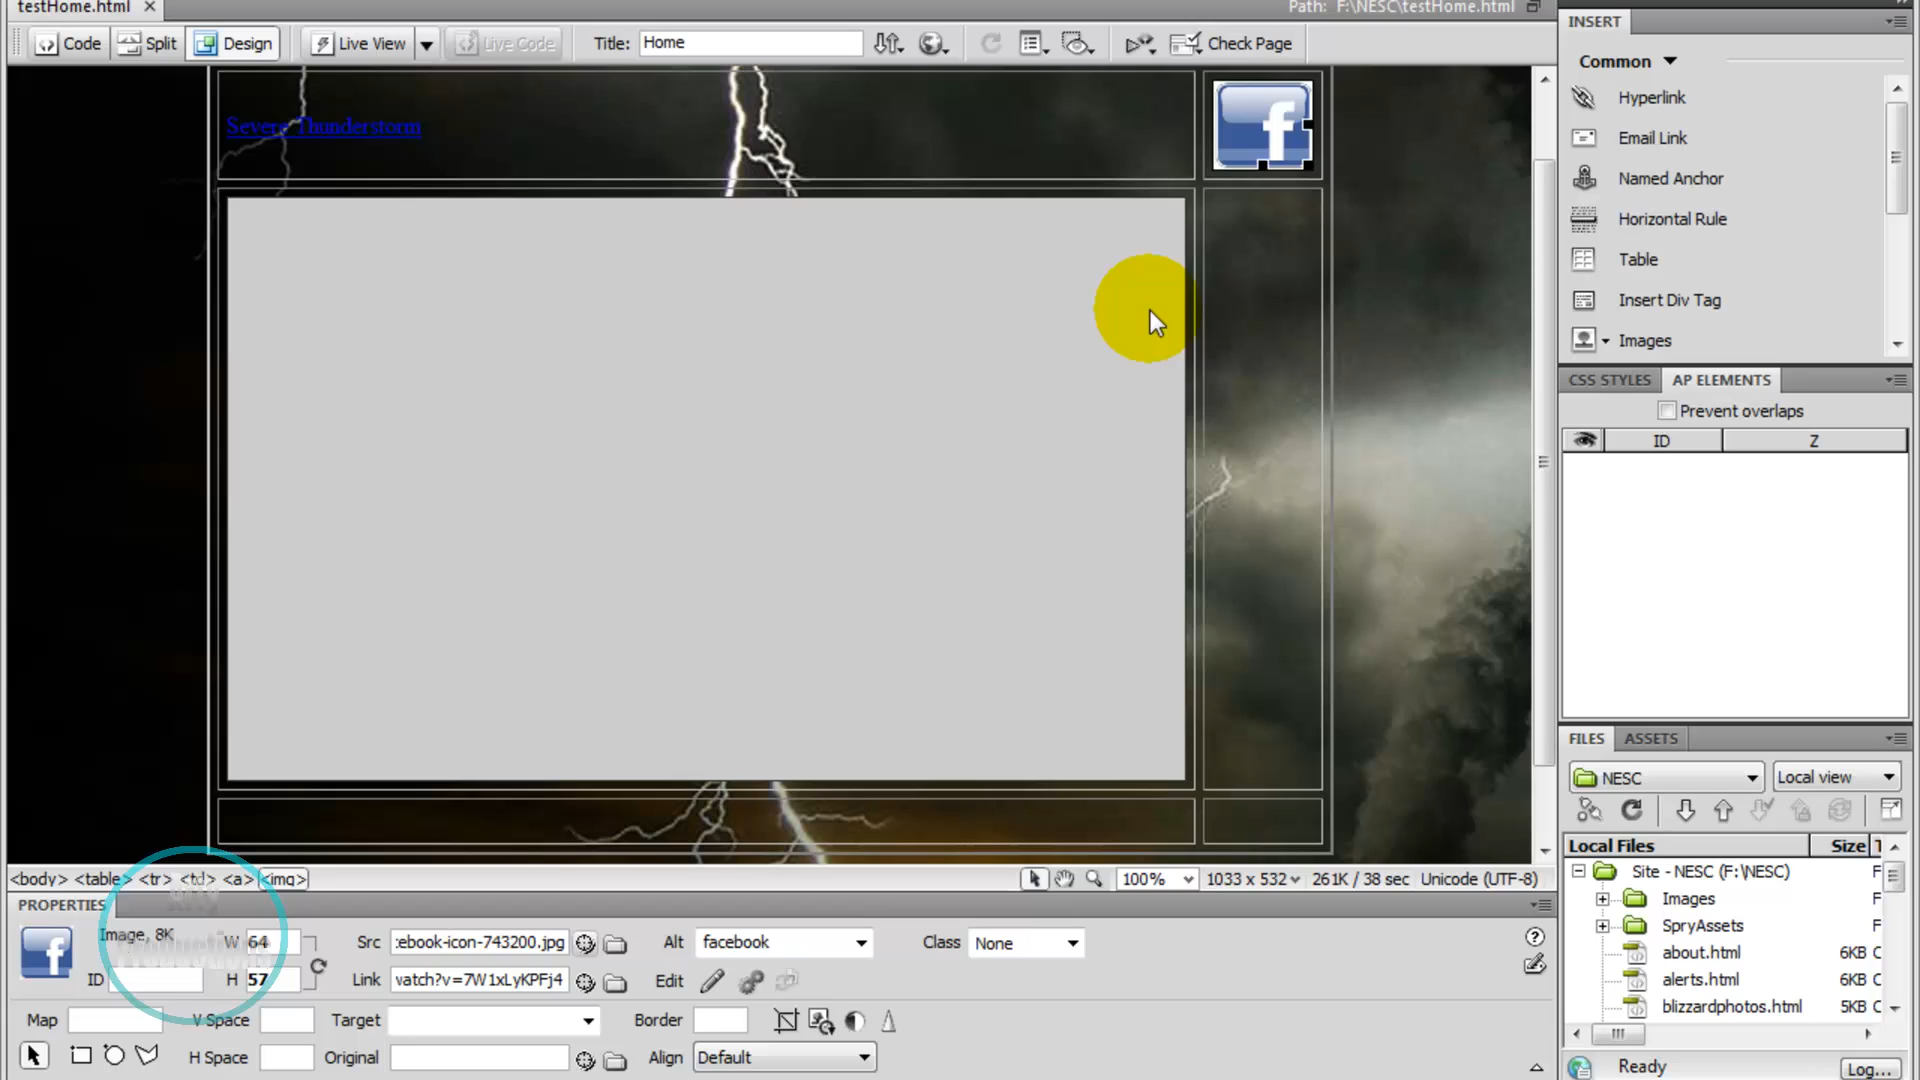 testHome.html
Path: F:\NESC\testHome.html
Code Split Design Live View Live Code Title: Home Check Page
Severe Thunderstorm
f
INSERT
Common
Hyperlink
Email Link
Named Anchor
Horizontal Rule
Table
Insert Div Tag
Images
CSS STYLES AP ELEMENTS
Prevent overlaps
ID Z
FILES ASSETS
NESC Local view
Local Files Size T
Site - NESC (F:\NESC) F
Images F
SpryAssets F
about.html 6KB C
alerts.html 6KB C
blizzardphotos.html 5KB C
Ready Log...
<body> <table> <tr> <td> <a> <img> 100% 1033 x 532 261K / 38 sec Unicode (UTF-8)
PROPERTIES
Image, 8K W 64 Src :ebook-icon-743200.jpg Alt facebook Class None
ID H 57 Link vatch?v=7W1xLyKPFj4 Edit
Map V Space Target Border
H Space Original Align Default